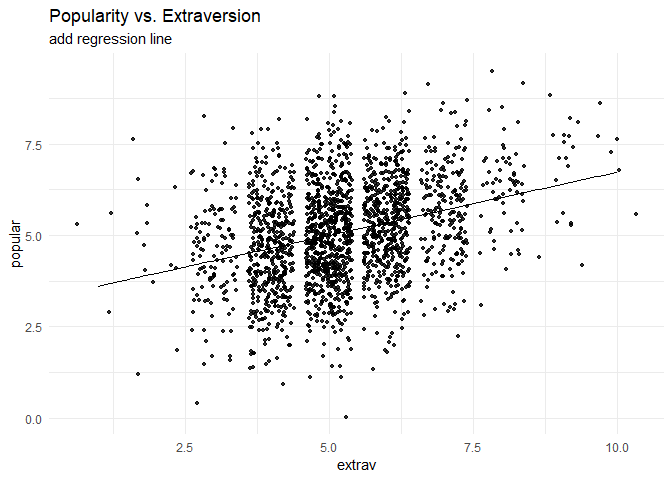 Popularity vs. Extraversion
add regression line
popular
7.5
5.0
2.5
0.0
2.5 5.0 7.5 10.0
extrav